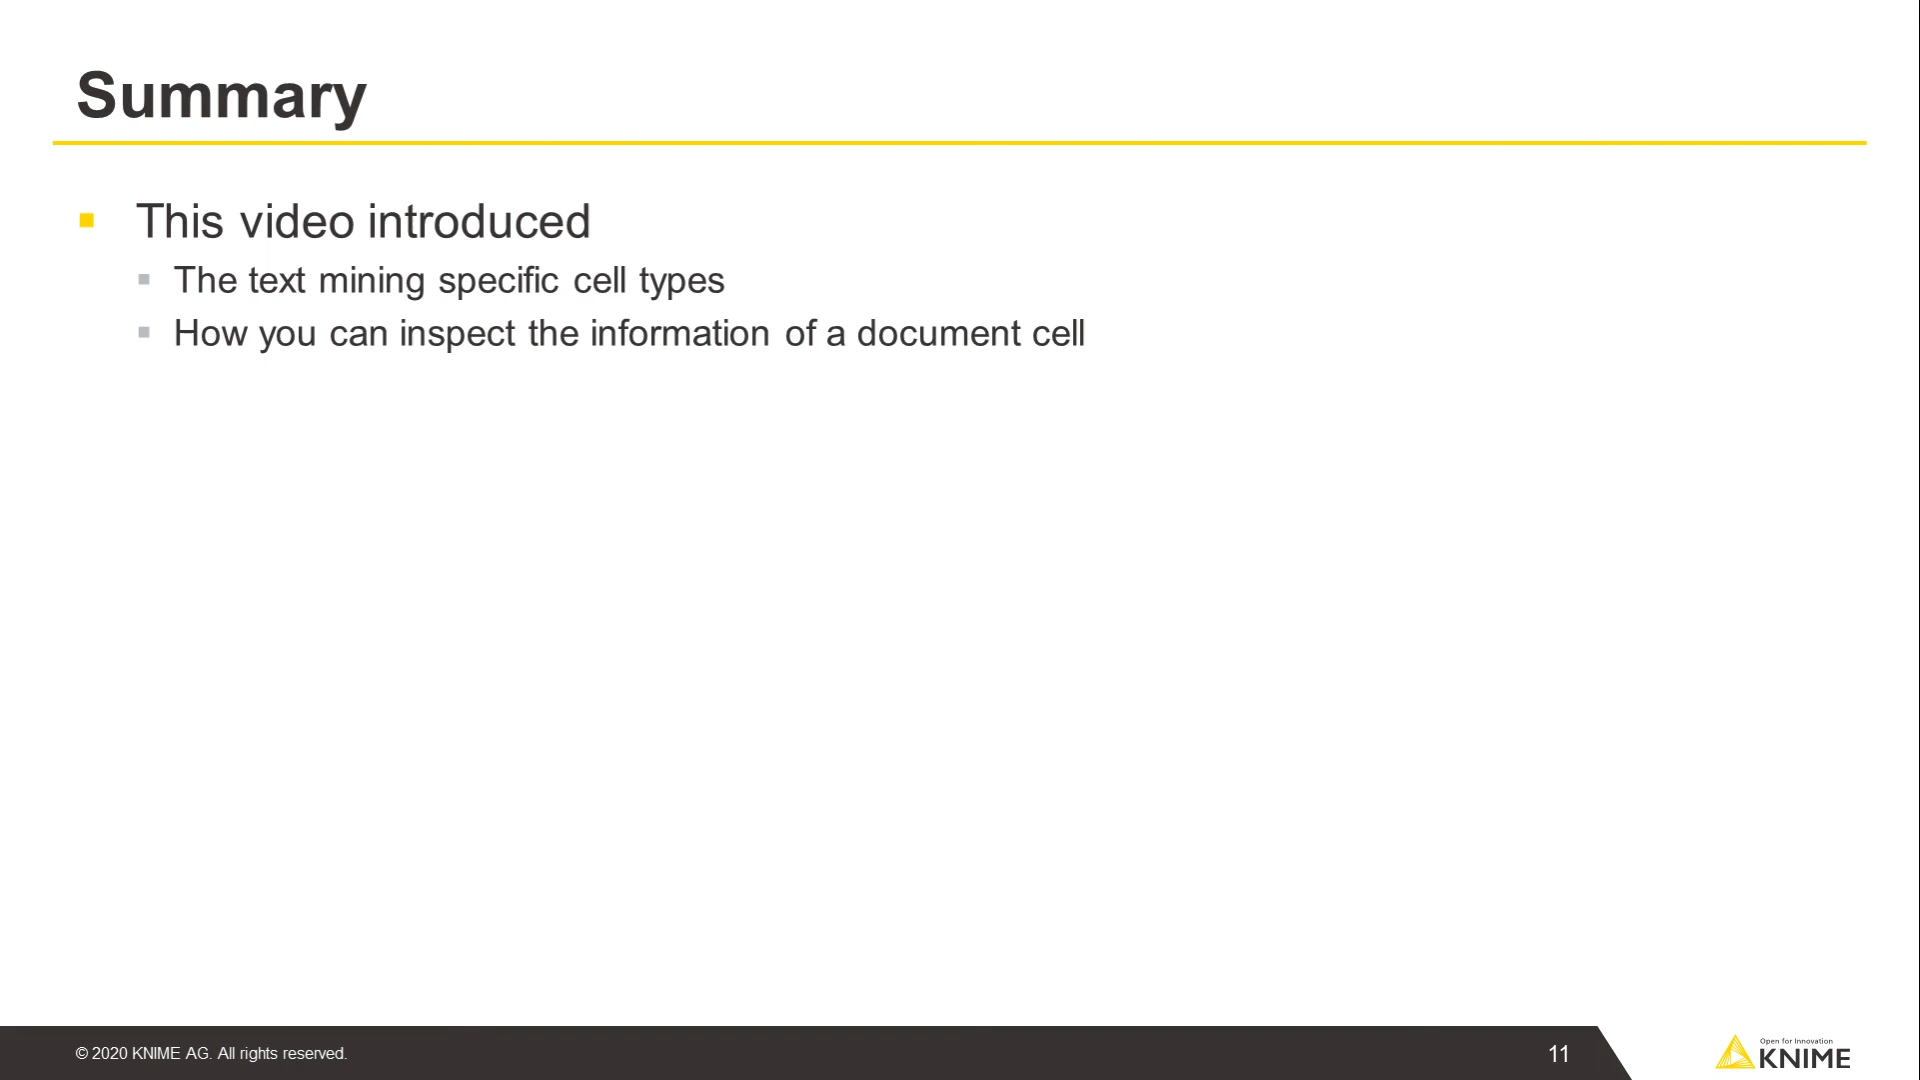 Summary
This video introduced
The text mining specific cell types
How you can inspect the information of a document cell
© 2020 KNIME AG. All rights reserved.
11
Open for Innovation
KNIME